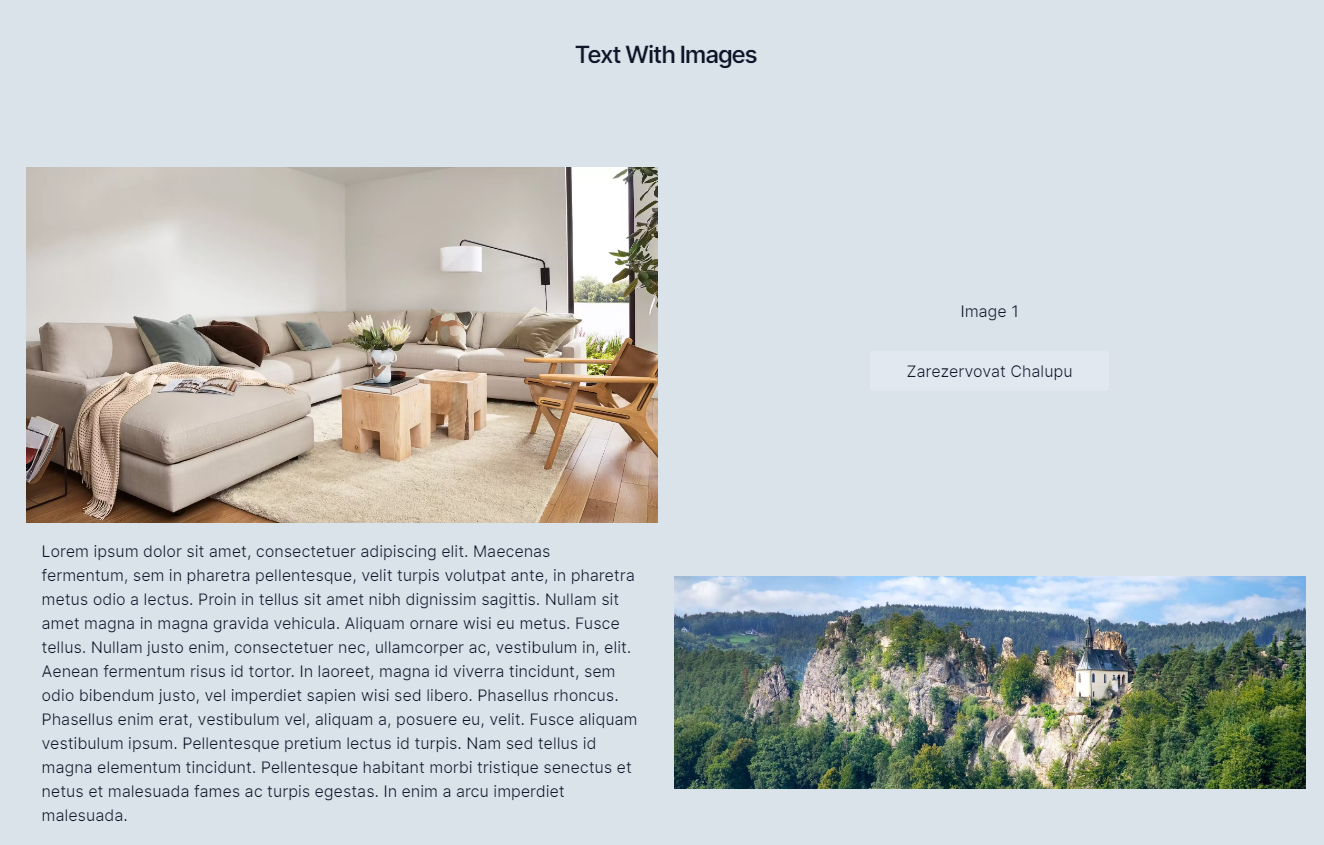 Text With Images
Image 1
Zarezervovat Chalupu
Lorem ipsum dolor sit amet, consectetuer adipiscing elit. Maecenas
fermentum, sem in pharetra pellentesque, velit turpis volutpat ante, in pharetra
metus odio a lectus. Proin in tellus sit amet nibh dignissim sagittis. Nullam sit
amet magna in magna gravida vehicula. Aliquam ornare wisi eu metus. Fusce
tellus. Nullam justo enim, consectetuer nec, ullamcorper ac, vestibulum in, elit.
Aenean fermentum risus id tortor. In laoreet, magna id viverra tincidunt, sem
odio bibendum justo, vel imperdiet sapien wisi sed libero. Phasellus rhoncus.
Phasellus enim erat, vestibulum vel, aliquam a, posuere eu, velit. Fusce aliquam
vestibulum ipsum. Pellentesque pretium lectus id turpis. Nam sed tellus id
magna elementum tincidunt. Pellentesque habitant morbi tristique senectus et
netus et malesuada fames ac turpis egestas. In enim a arcu imperdiet
malesuada.